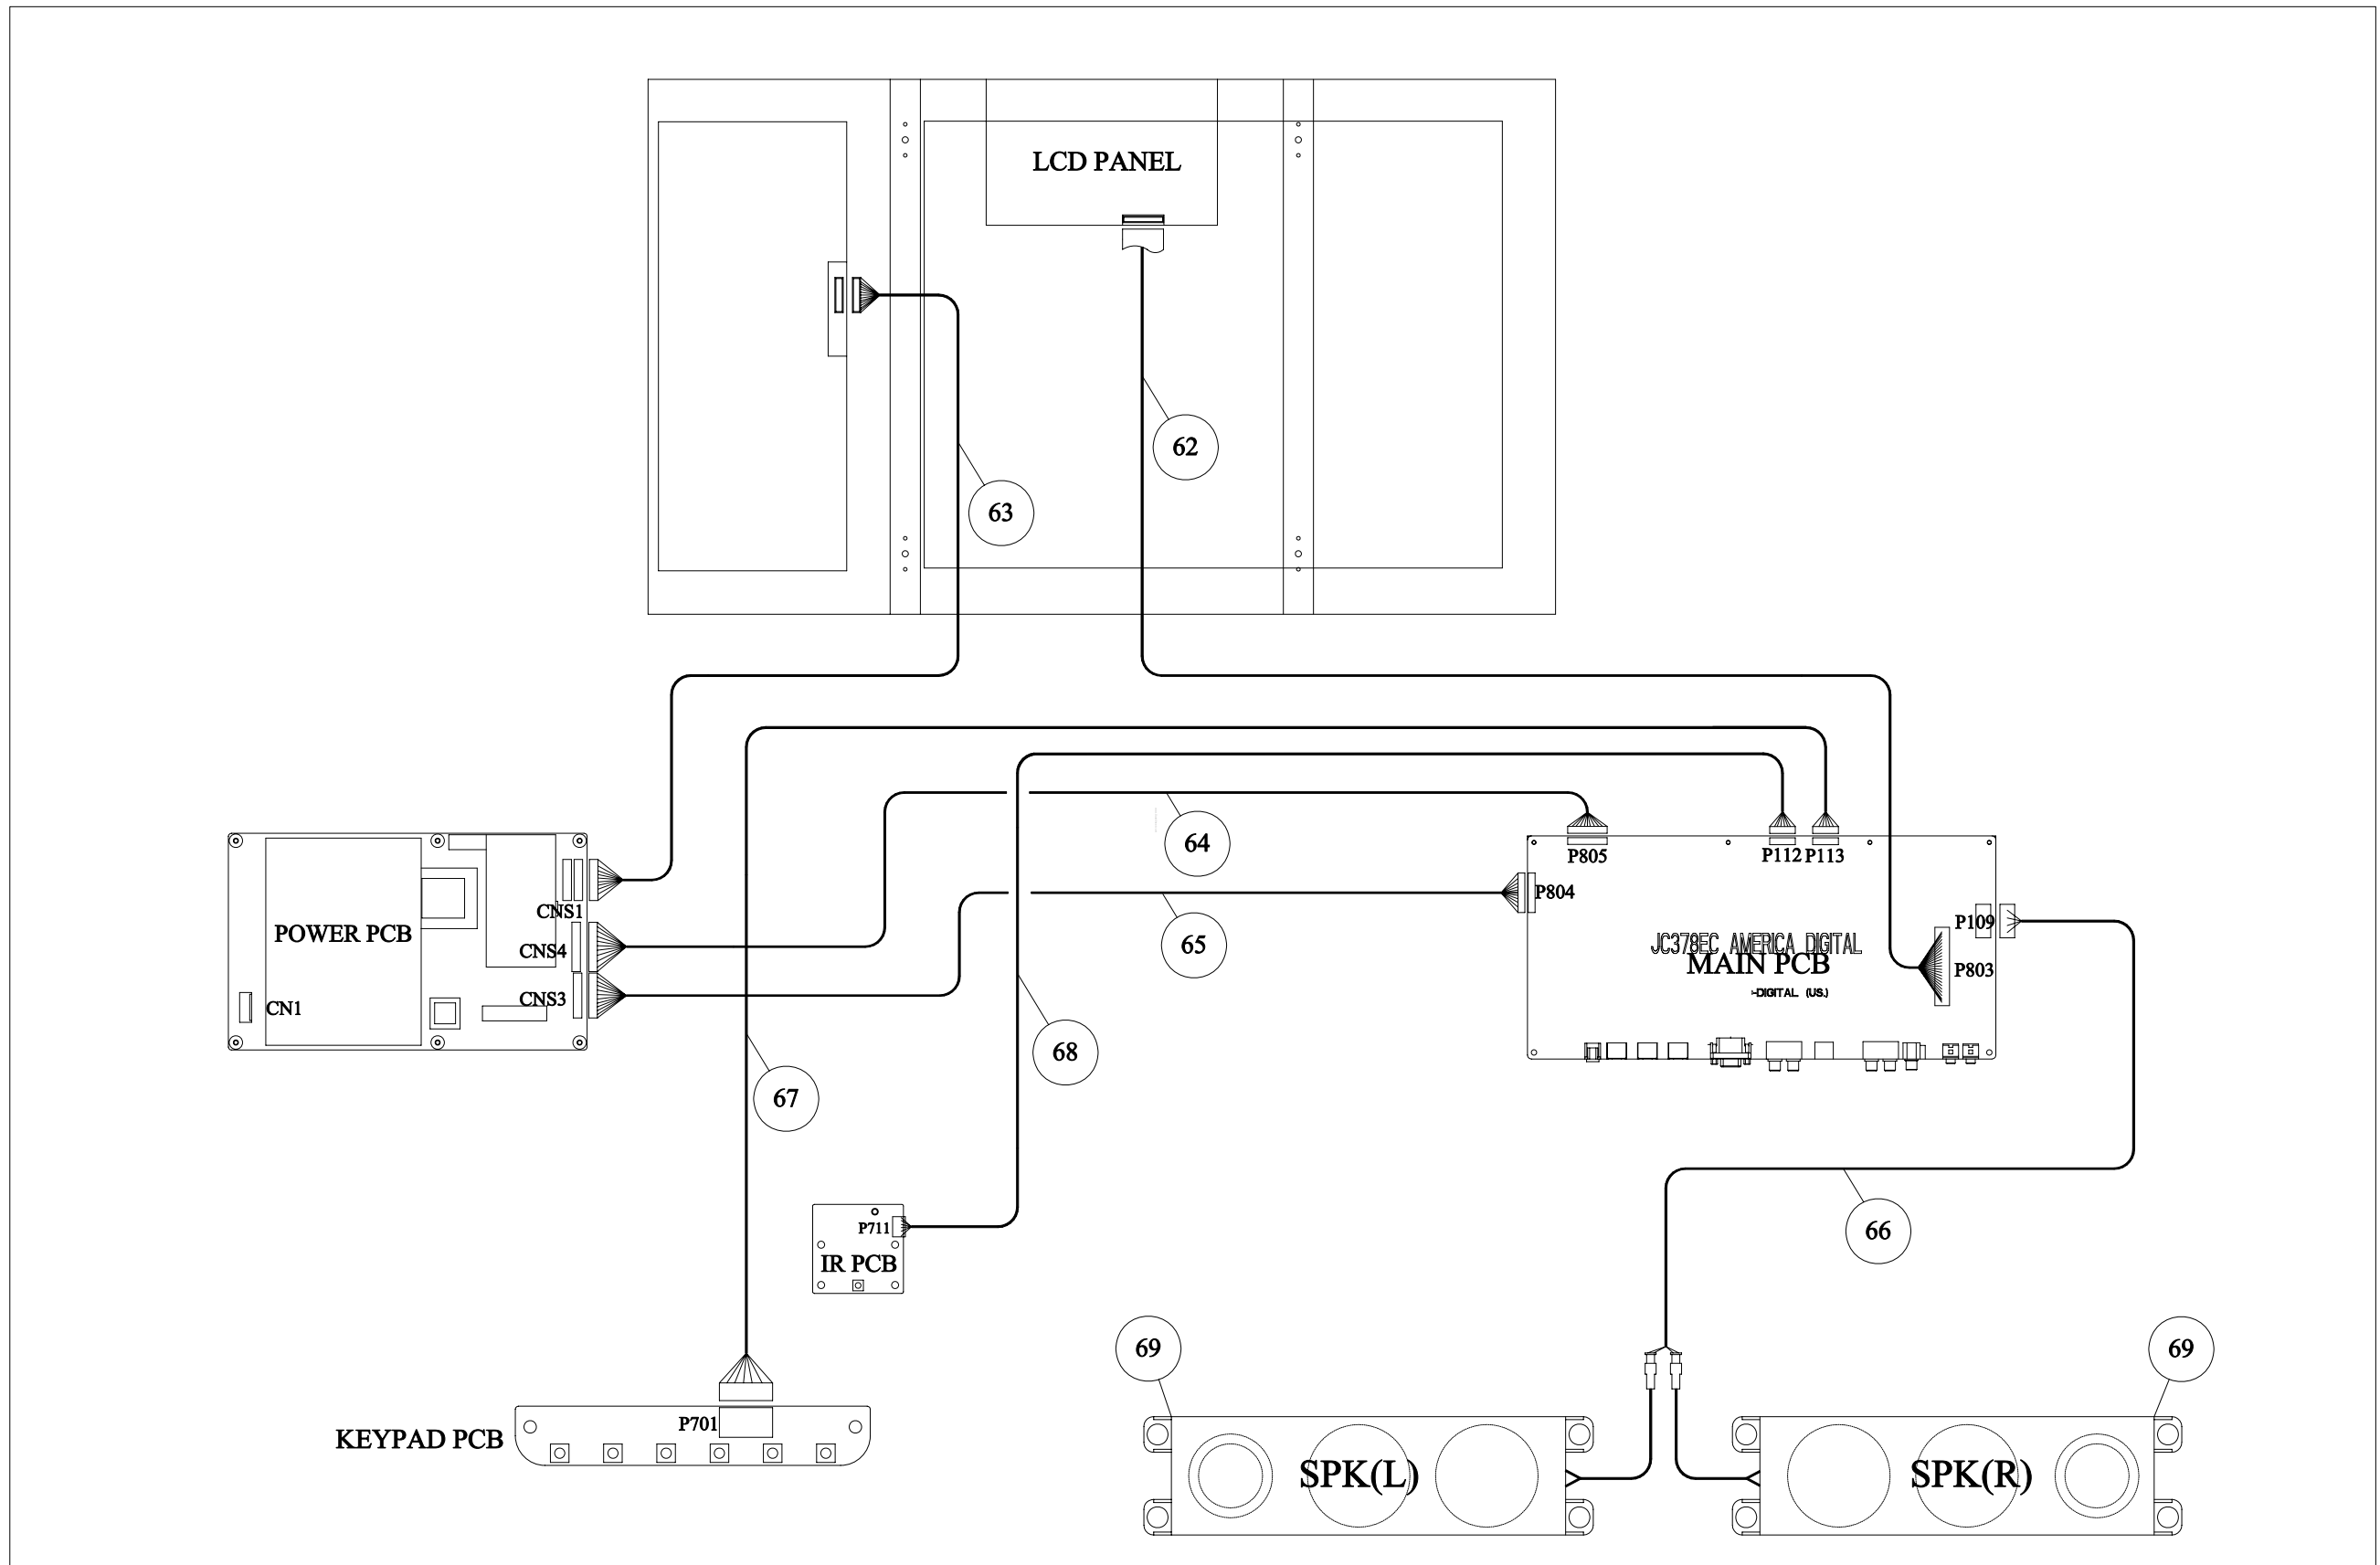 LCD PANEL
62
63
64
P805
P112
P113
CNS1
P804
POWER PCB
P109
CNS4
65
JC378EC AMERICA DIGITAL
MAIN PCB
P803
CNS3
-DIGITAL (US.)
CN1
68
67
P711
66
IR PCB
69
69
P701
KEYPAD PCB
SPK(L)
SPK(R)